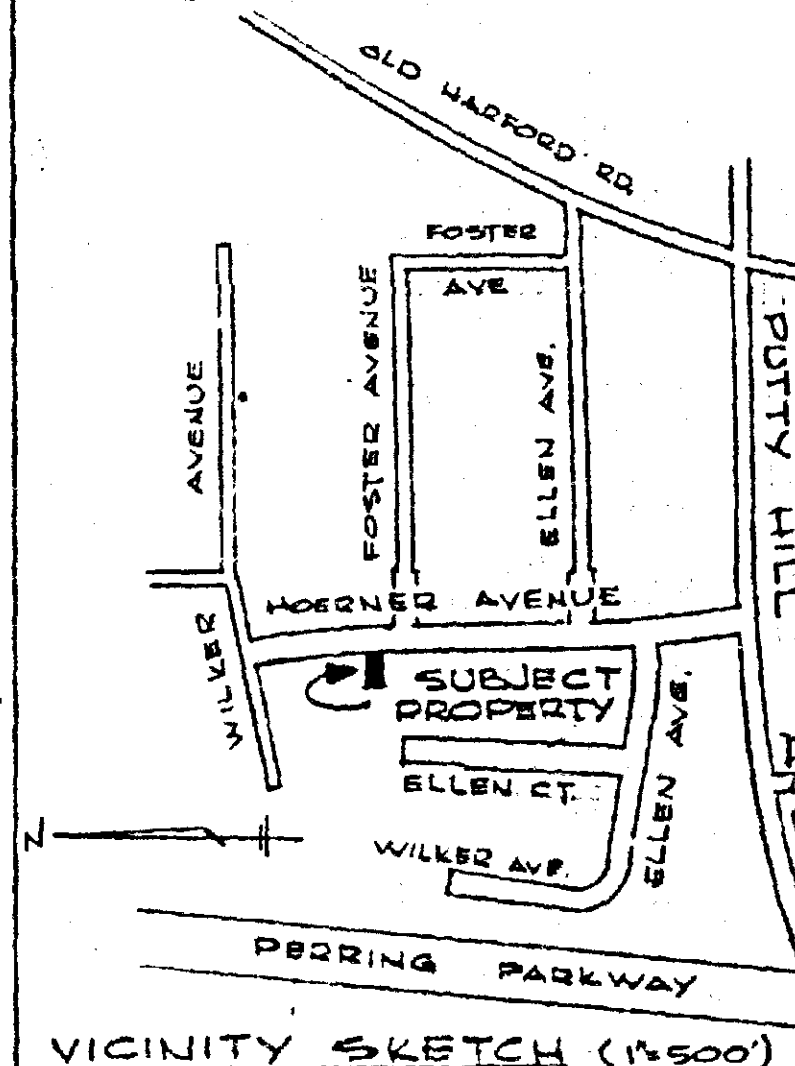 OLD HARFORD RD.
FOSTER
AVE
FOSTER AVENUE
ELLEN AVE.
AVENUE
PUTTY HILL
HOERNER AVENUE
WILKER
SUBJECT
PROPERTY
ELLEN AVE.
ELLEN CT.
WILKER AVE.
N
PERRING PARKWAY
VICINITY SKETCH (1"=500')